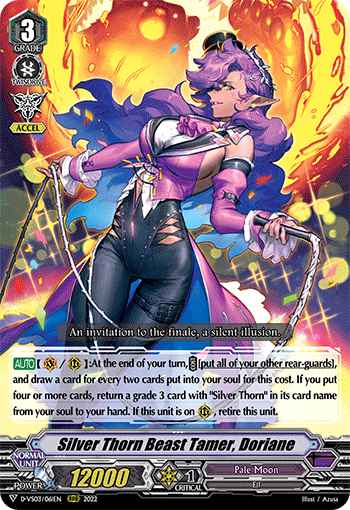 3
GRADE
TWIN DRIVE
ACCEL
An invitation to the finale, a silent illusion.
AUTO [ / ]:At the end of your turn, [put all of your other rear-guards],
and draw a card for every two cards put into your soul for this cost. If you put
four or more cards, return a grade 3 card with "Silver Thorn" in its card name
from your soul to your hand. If this unit is on , retire this unit.
Silver Thorn Beast Tamer, Doriane
NORMAL
UNIT
POWER
12000
1
CRITICAL
Pale Moon
Elf
D-VS03/061EN RRR 2022
Illust / Azusa